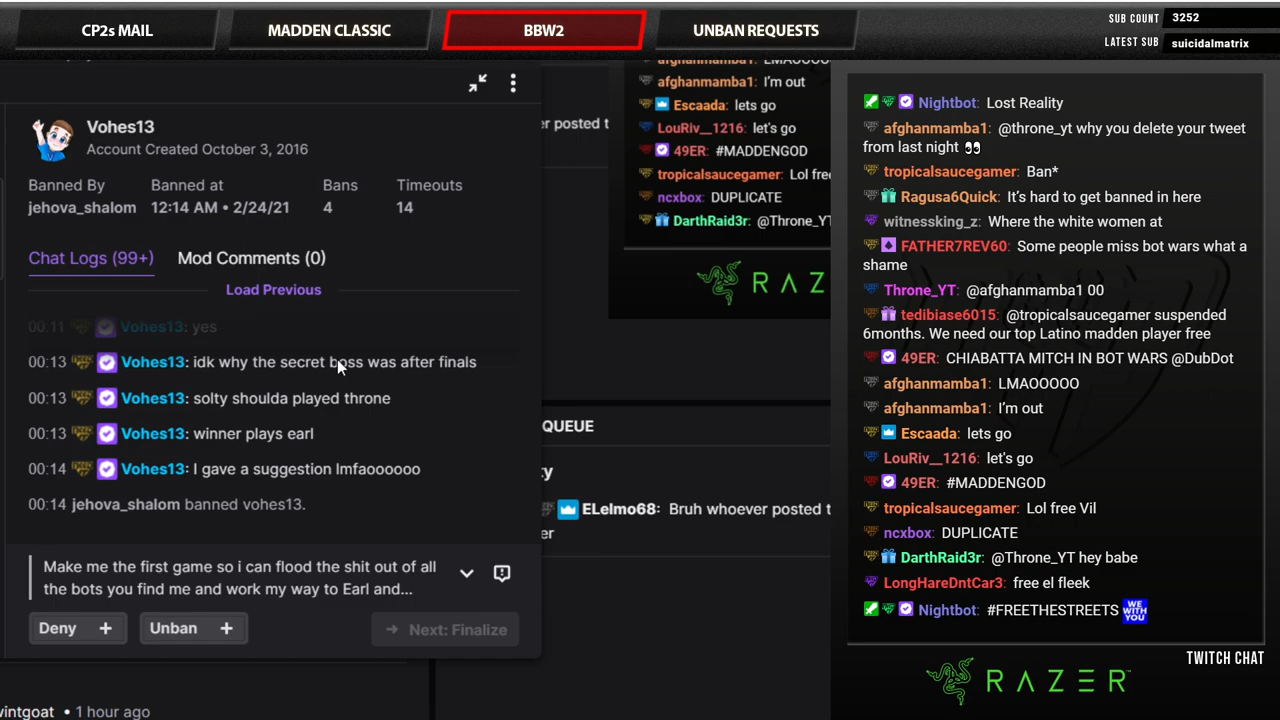 CP2s MAIL
MADDEN CLASSIC
BBW2
UNBAN REQUESTS
SUB COUNT 3252
LATEST SUB suicidalmatrix
Vohes13
Account Created October 3, 2016
Banned By Banned at Bans Timeouts
jehova_shalom 12:14 AM • 2/24/21 4 14
Chat Logs (99+) Mod Comments (0)
Load Previous
00:11 Vohes13: yes
00:13 Vohes13: idk why the secret boss was after finals
00:13 Vohes13: solty shoulda played throne
00:13 Vohes13: winner plays earl
00:14 Vohes13: I gave a suggestion lmfaoooooo
00:14 jehova_shalom banned vohes13.
Make me the first game so i can flood the shit out of all
the bots you find me and work my way to Earl and...
Deny +
Unban +
Next: Finalize
vintgoat • 1 hour ago
er posted t
afghanmamba1: LMAOOOO
afghanmamba1: I'm out
Escaada: lets go
LouRiv__1216: let's go
49ER: #MADDENGOD
tropicalsaucegamer: Lol fre
ncxbox: DUPLICATE
DarthRaid3r: @Throne_YT
RAZ
QUEUE
ty
ELelmo68: Bruh whoever posted t
er
Nightbot: Lost Reality
afghanmamba1: @throne_yt why you delete your tweet
from last night 👀
tropicalsaucegamer: Ban*
Ragusa6Quick: It's hard to get banned in here
witnessking_z: Where the white women at
FATHER7REV60: Some people miss bot wars what a
shame
Throne_YT: @afghanmamba1 00
tedibiase6015: @tropicalsaucegamer suspended
6months. We need our top Latino madden player free
49ER: CHIABATTA MITCH IN BOT WARS @DubDot
afghanmamba1: LMAOOOOO
afghanmamba1: I'm out
Escaada: lets go
LouRiv__1216: let's go
49ER: #MADDENGOD
tropicalsaucegamer: Lol free Vil
ncxbox: DUPLICATE
DarthRaid3r: @Throne_YT hey babe
LongHareDntCar3: free el fleek
Nightbot: #FREETHESTREETS WE WITH YOU
TWITCH CHAT
RAZER